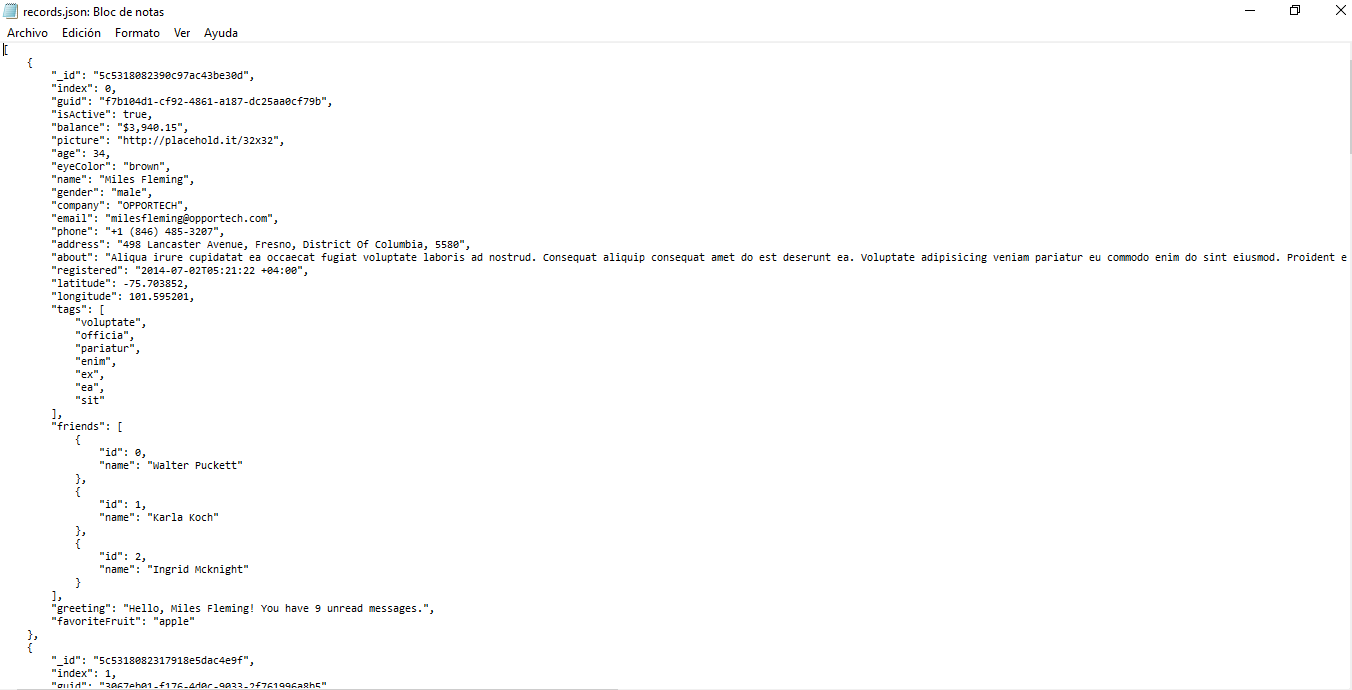 records.json: Bloc de notas
Archivo Edición Formato Ver Ayuda
[
    {
        "_id": "5c5318082390c97ac43be30d",
        "index": 0,
        "guid": "f7b104d1-cf92-4861-a187-dc25aa0cf79b",
        "isActive": true,
        "balance": "$3,940.15",
        "picture": "http://placehold.it/32x32",
        "age": 34,
        "eyeColor": "brown",
        "name": "Miles Fleming",
        "gender": "male",
        "company": "OPPORTECH",
        "email": "milesfleming@opportech.com",
        "phone": "+1 (846) 485-3207",
        "address": "498 Lancaster Avenue, Fresno, District Of Columbia, 5580",
        "about": "Aliqua irure cupidatat ea occaecat fugiat voluptate laboris ad nostrud. Consequat aliquip consequat amet do est deserunt ea. Voluptate adipisicing veniam pariatur eu commodo enim do sint eiusmod. Proident e
        "registered": "2014-07-02T05:21:22 +04:00",
        "latitude": -75.703852,
        "longitude": 101.595201,
        "tags": [
            "voluptate",
            "officia",
            "pariatur",
            "enim",
            "ex",
            "ea",
            "sit"
        ],
        "friends": [
            {
                "id": 0,
                "name": "Walter Puckett"
            },
            {
                "id": 1,
                "name": "Karla Koch"
            },
            {
                "id": 2,
                "name": "Ingrid Mcknight"
            }
        ],
        "greeting": "Hello, Miles Fleming! You have 9 unread messages.",
        "favoriteFruit": "apple"
    },
    {
        "_id": "5c5318082317918e5dac4e9f",
        "index": 1,
        "guid": "3067eb01-f176-4d0c-9033-2f761996a8b5"